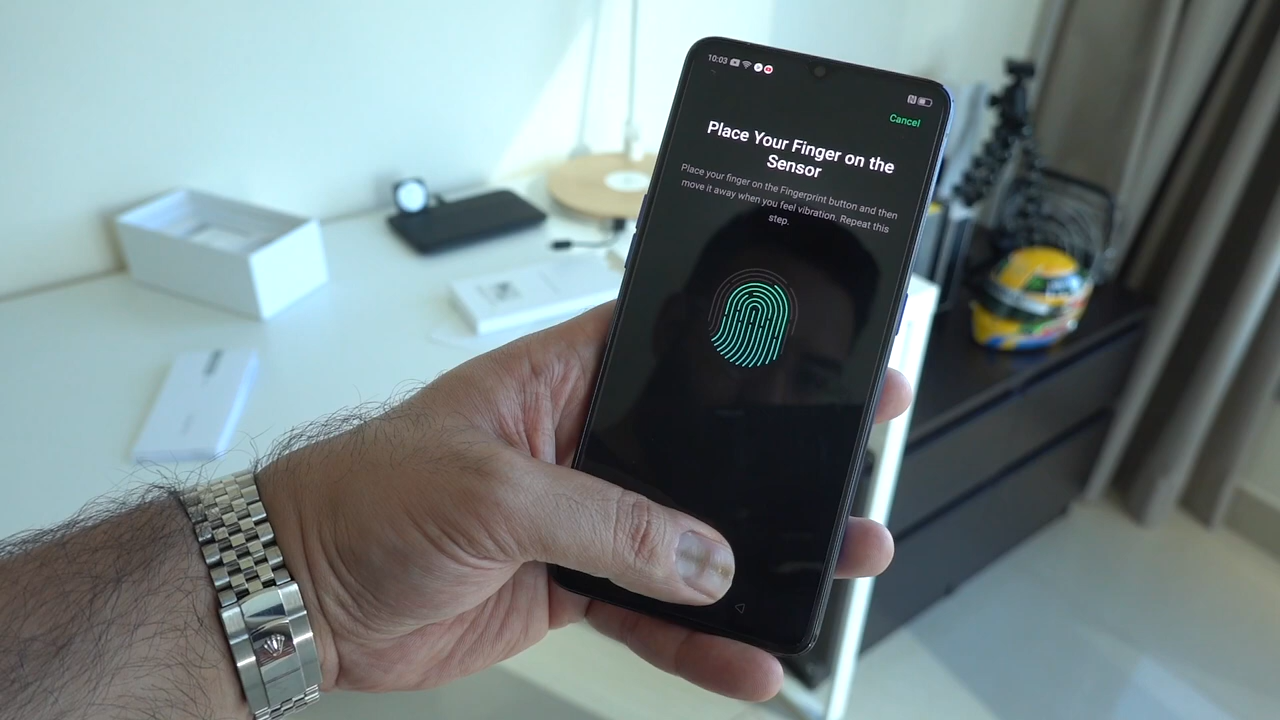 10:03
Cancel
Place Your Finger on the
Sensor
Place your finger on the Fingerprint button and then
move it away when you feel vibration. Repeat this
step.